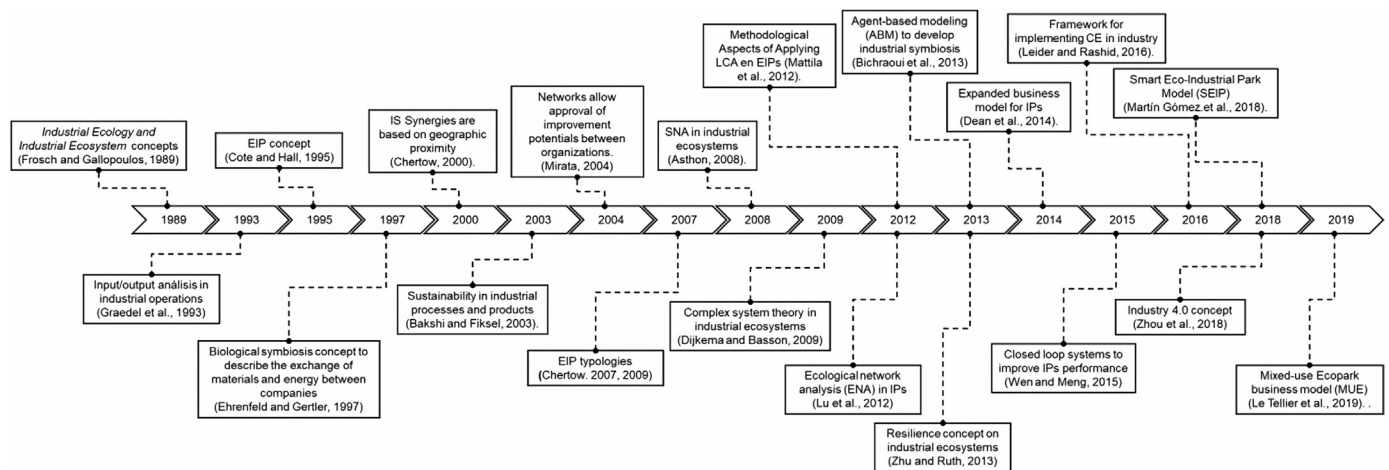 Industrial Ecology and
Industrial Ecosystem concepts
(Frosch and Gallopoulos, 1989)
EIP concept
(Cote and Hall, 1995)
IS Synergies are
based on geographic
proximity
(Chertow, 2000).
Networks allow
approval of
improvement
potentials between
organizations.
(Mirata, 2004)
SNA in industrial
ecosystems
(Asthon, 2008).
Methodological
Aspects of Applying
LCA en EIPs (Mattila
et al., 2012).
Agent-based modeling
(ABM) to develop
industrial symbiosis
(Bichraoui et al., 2013)
Expanded business
model for IPs
(Dean et al., 2014).
Framework for
implementing CE in industry
(Leider and Rashid, 2016).
Smart Eco-Industrial Park
Model (SEIP)
(Martín Gómez.et al., 2018).
1989 1993 1995 1997 2000 2003 2004 2007 2008 2009 2012 2013 2014 2015 2016 2018 2019
Input/output análisis in
industrial operations
(Graedel et al., 1993)
Biological symbiosis concept to
describe the exchange of
materials and energy between
companies
(Ehrenfeld and Gertler, 1997)
Sustainability in industrial
processes and products
(Bakshi and Fiksel, 2003).
EIP typologies
(Chertow. 2007, 2009)
Complex system theory in
industrial ecosystems
(Dijkema and Basson, 2009)
Ecological network
analysis (ENA) in IPs
(Lu et al., 2012)
Resilience concept on
industrial ecosystems
(Zhu and Ruth, 2013)
Closed loop systems to
improve IPs performance
(Wen and Meng, 2015)
Industry 4.0 concept
(Zhou et al., 2018)
Mixed-use Ecopark
business model (MUE)
(Le Tellier et al., 2019). .